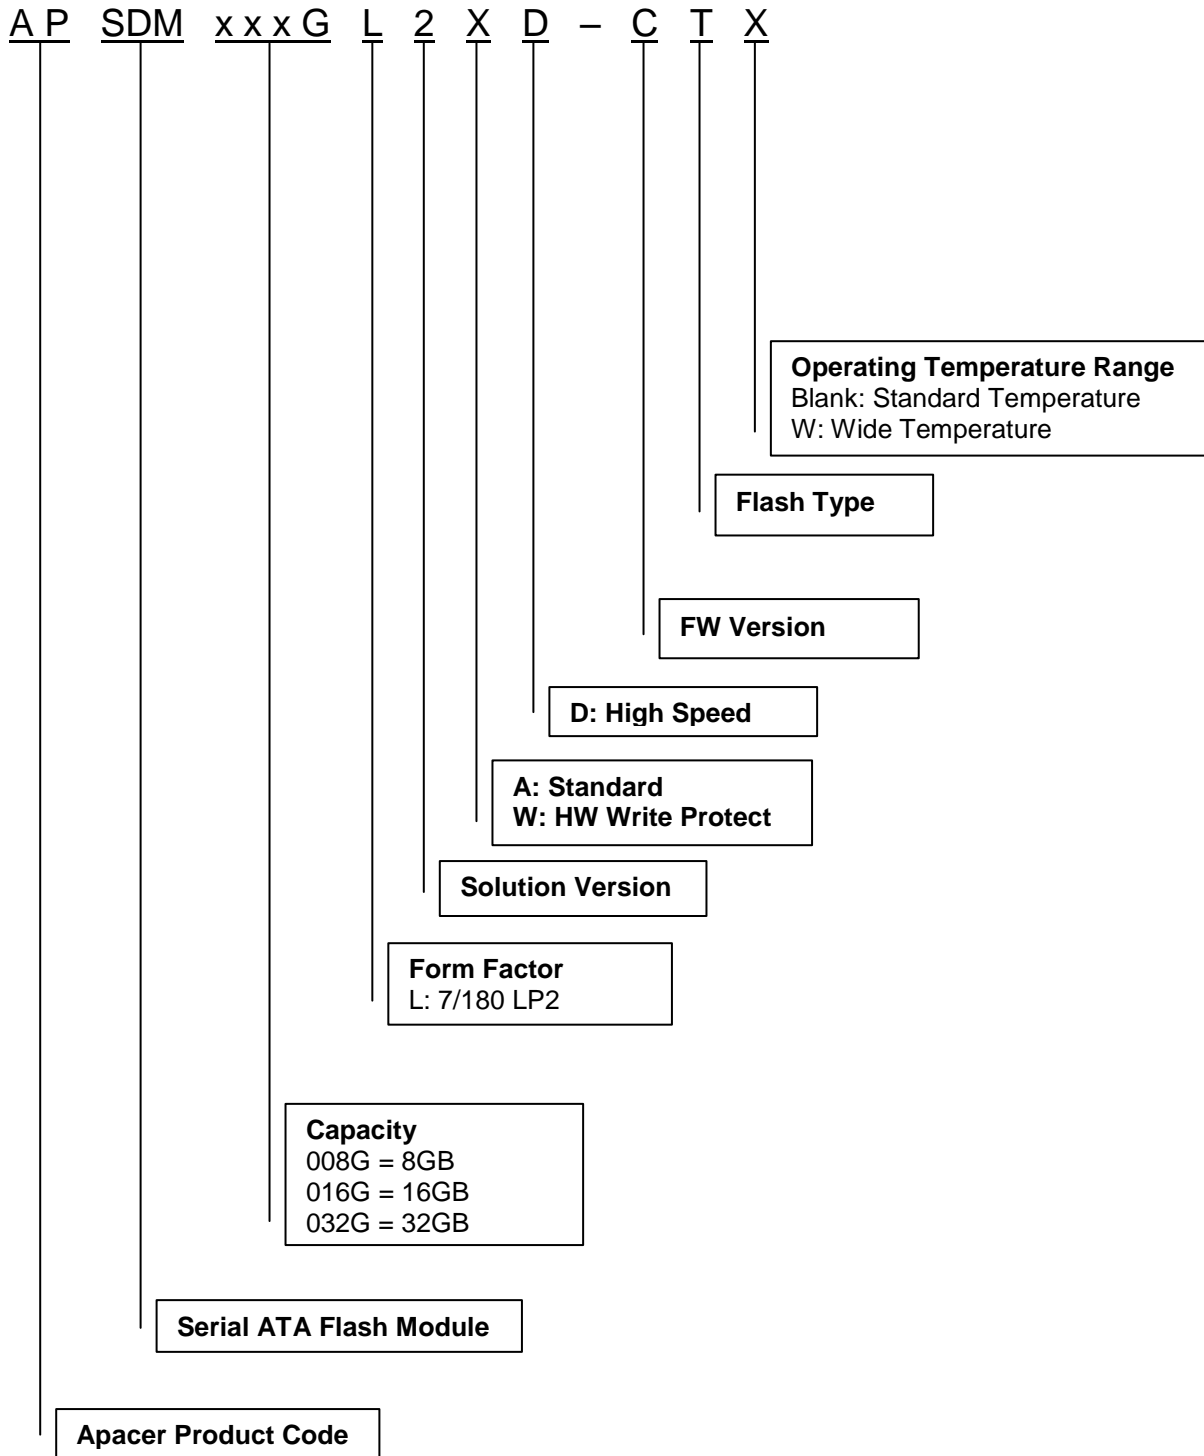 A P SDM x x x G L 2 X D – C T X
Operating Temperature Range
Blank: Standard Temperature
W: Wide Temperature
Flash Type
FW Version
D: High Speed
A: Standard
W: HW Write Protect
Solution Version
Form Factor
L: 7/180 LP2
Capacity
008G = 8GB
016G = 16GB
032G = 32GB
Serial ATA Flash Module
Apacer Product Code